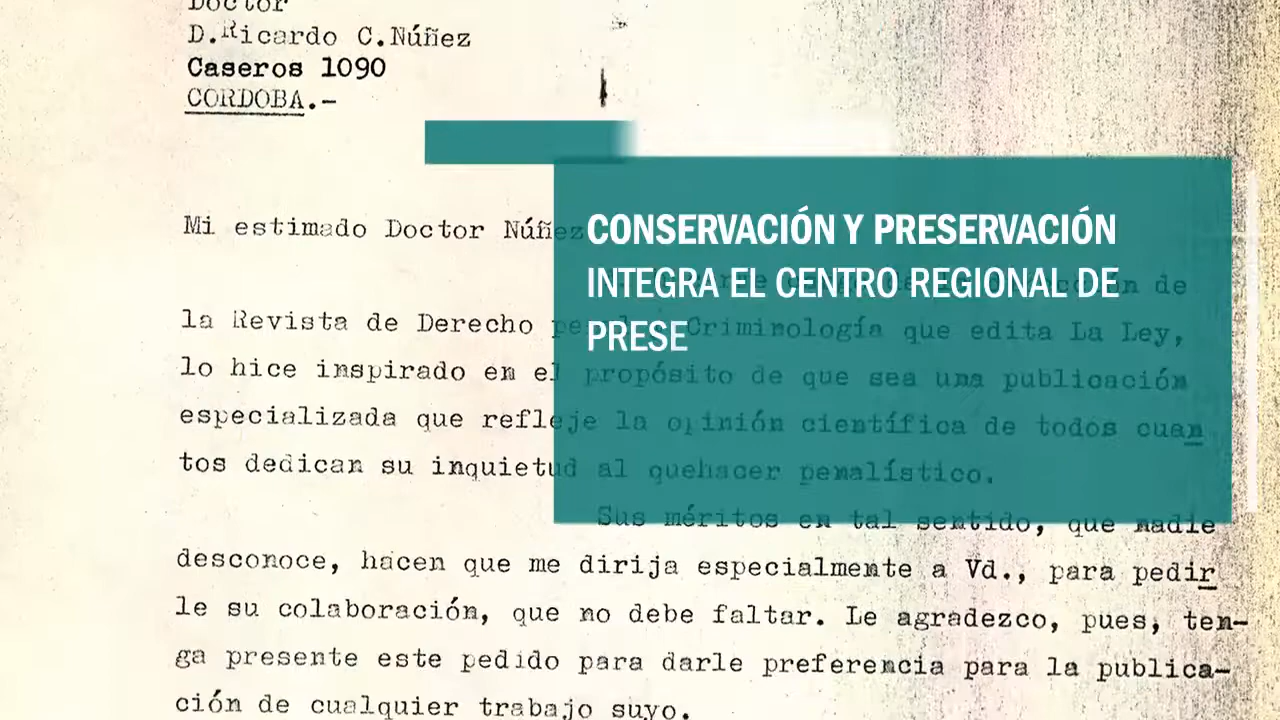 Doctor
D.Ricardo C.Núñez
Caseros 1090
CORDOBA.-
Mi estimado Doctor Núñez
CONSERVACIÓN Y PRESERVACIÓN
INTEGRA EL CENTRO REGIONAL DE
PRESE
de
la Revista de Derecho Criminología que edita La Ley,
lo hice inspirado en el propósito de que sea una publicación
especializada que refleje la opinión científica de todos cuan
tos dedican su inquietud al quehacer penalístico.
Sus méritos en tal sentido, que nadie
desconoce, hacen que me dirija especialmente a Vd., para pedir
le su colaboración, que no debe faltar. Le agradezco, pues, ten-
ga presente este pedido para darle preferencia para la publica-
ción de cualquier trabajo suyo.